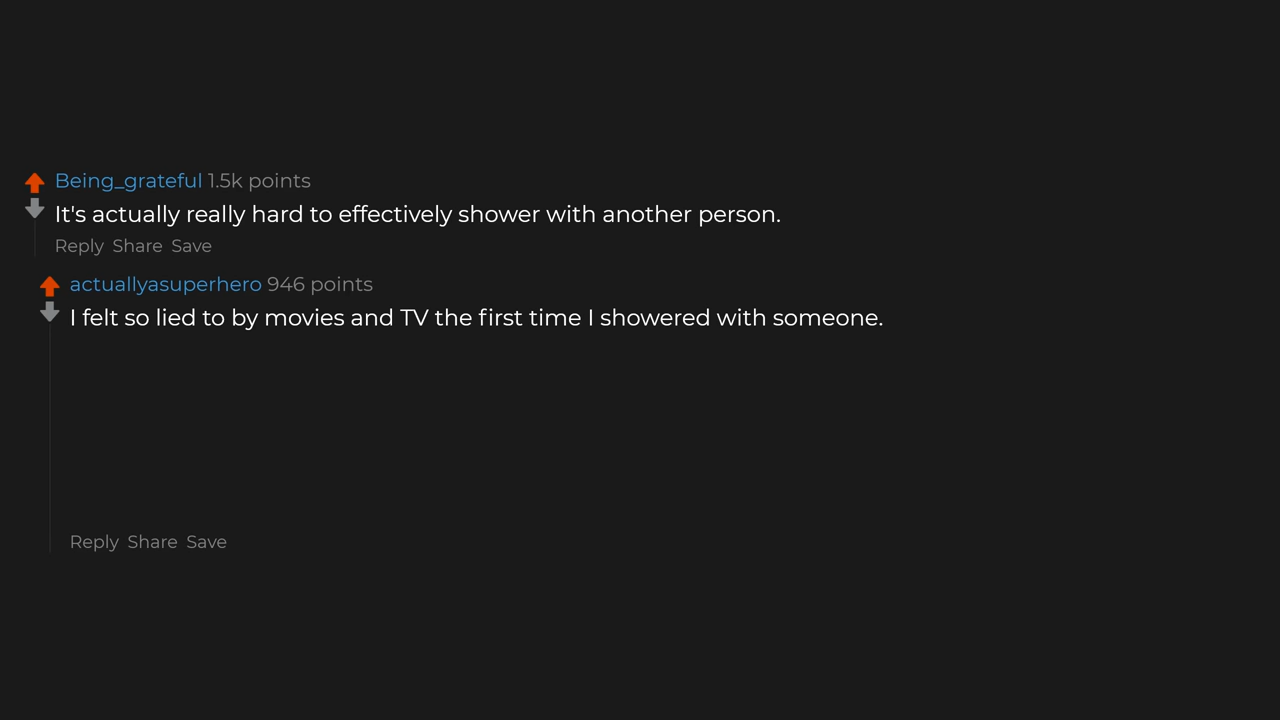 Being_grateful 1.5k points
It's actually really hard to effectively shower with another person.
Reply Share Save
actuallyasuperhero 946 points
I felt so lied to by movies and TV the first time I showered with someone.
Reply Share Save